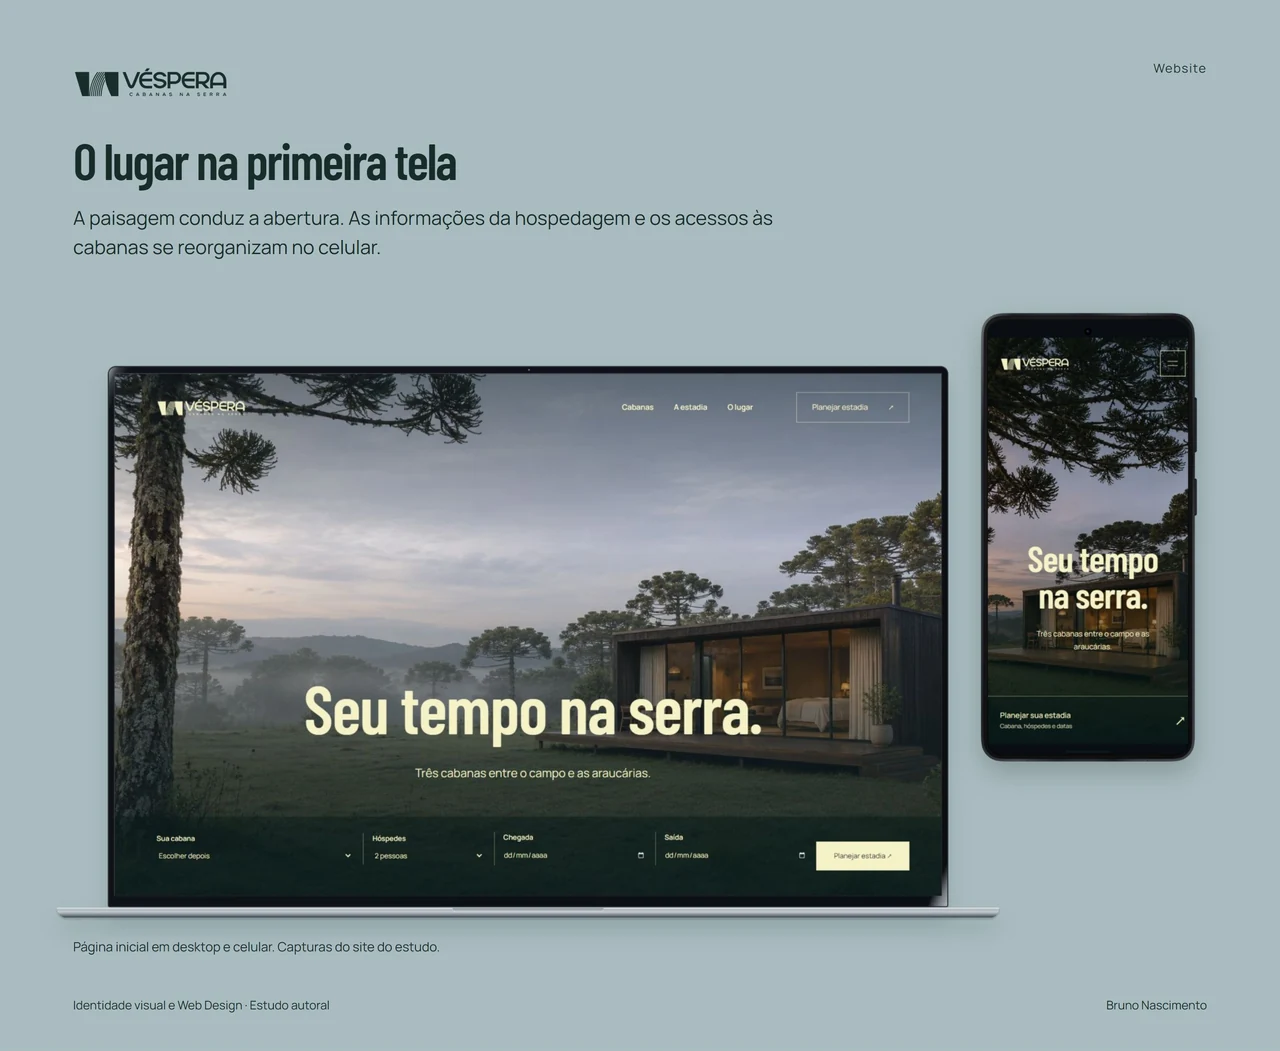 VÉSPERA
CABANAS NA SERRA
Website
O lugar na primeira tela
A paisagem conduz a abertura. As informações da hospedagem e os acessos às
cabanas se reorganizam no celular.
VÉSPERA
CABANAS NA SERRA
Cabanas
A estadia
O lugar
Planejar estadia ↗
Seu tempo na serra.
Três cabanas entre o campo e as araucárias.
Sua cabana
Escolher depois
Hóspedes
2 pessoas
Chegada
dd/mm/aaaa
Saída
dd/mm/aaaa
Planejar estadia ↗
VÉSPERA
Seu tempo
na serra.
Três cabanas entre o campo e as
araucárias.
Planejar sua estadia
Cabana, hóspedes e datas
↗
Página inicial em desktop e celular. Capturas do site do estudo.
Identidade visual e Web Design · Estudo autoral
Bruno Nascimento